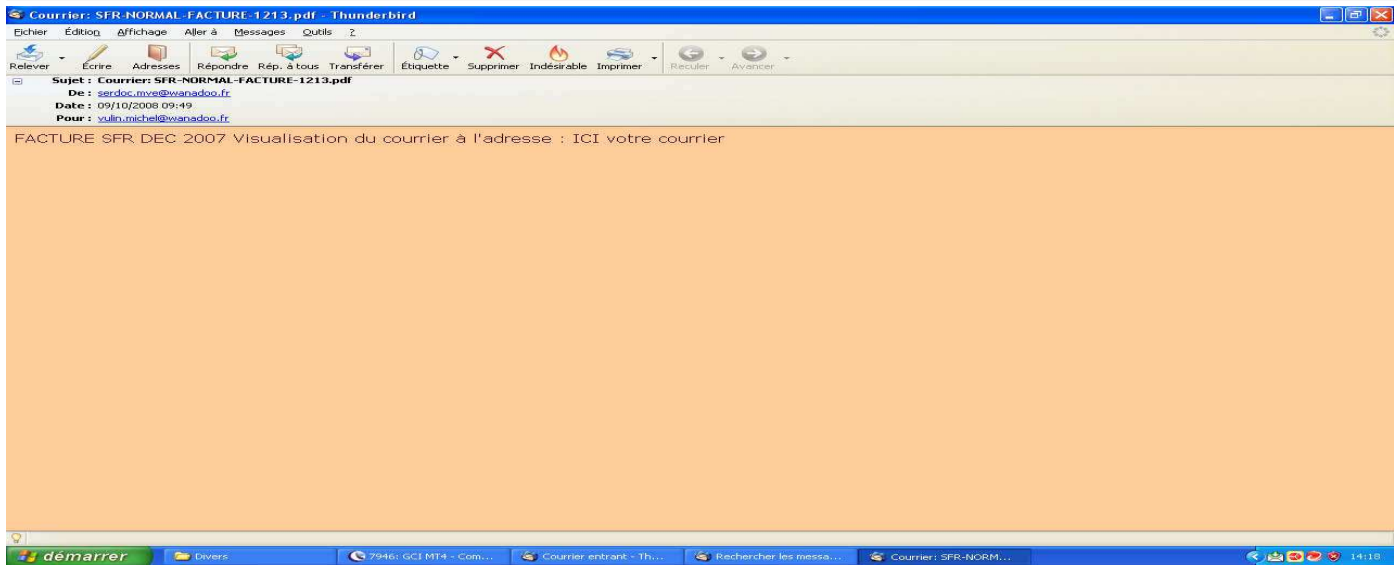 Courrier: SFR-NORMAL-FACTURE-1213.pdf - Thunderbird
Fichier Édition Affichage Aller à Messages Outils ?
Relever Écrire Adresses Répondre Rép. à tous Transférer Étiquette Supprimer Indésirable Imprimer Reculer Avancer
Sujet : Courrier: SFR-NORMAL-FACTURE-1213.pdf
De : serdoc.mve@wanadoo.fr
Date : 09/10/2008 09:49
Pour : vulin.michel@wanadoo.fr
FACTURE SFR DEC 2007 Visualisation du courrier à l'adresse : ICI votre courrier
démarrer Divers 7946: GCI MT4 - Com... Courrier entrant - Th... Rechercher les messa... Courrier: SFR-NORM... 14:18